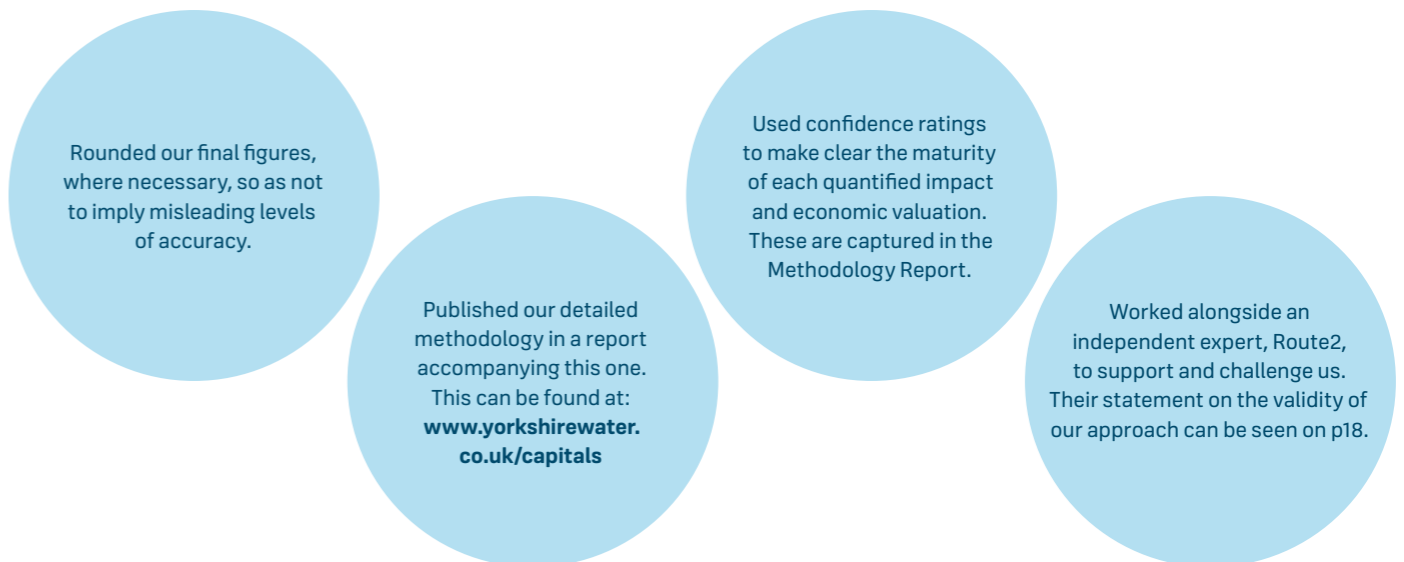 Rounded our final figures,
where necessary, so as not
to imply misleading levels
of accuracy.
Published our detailed
methodology in a report
accompanying this one.
This can be found at:
www.yorkshirewater.
co.uk/capitals
Used confidence ratings
to make clear the maturity
of each quantified impact
and economic valuation.
These are captured in the
Methodology Report.
Worked alongside an
independent expert, Route2,
to support and challenge us.
Their statement on the validity of
our approach can be seen on p18.